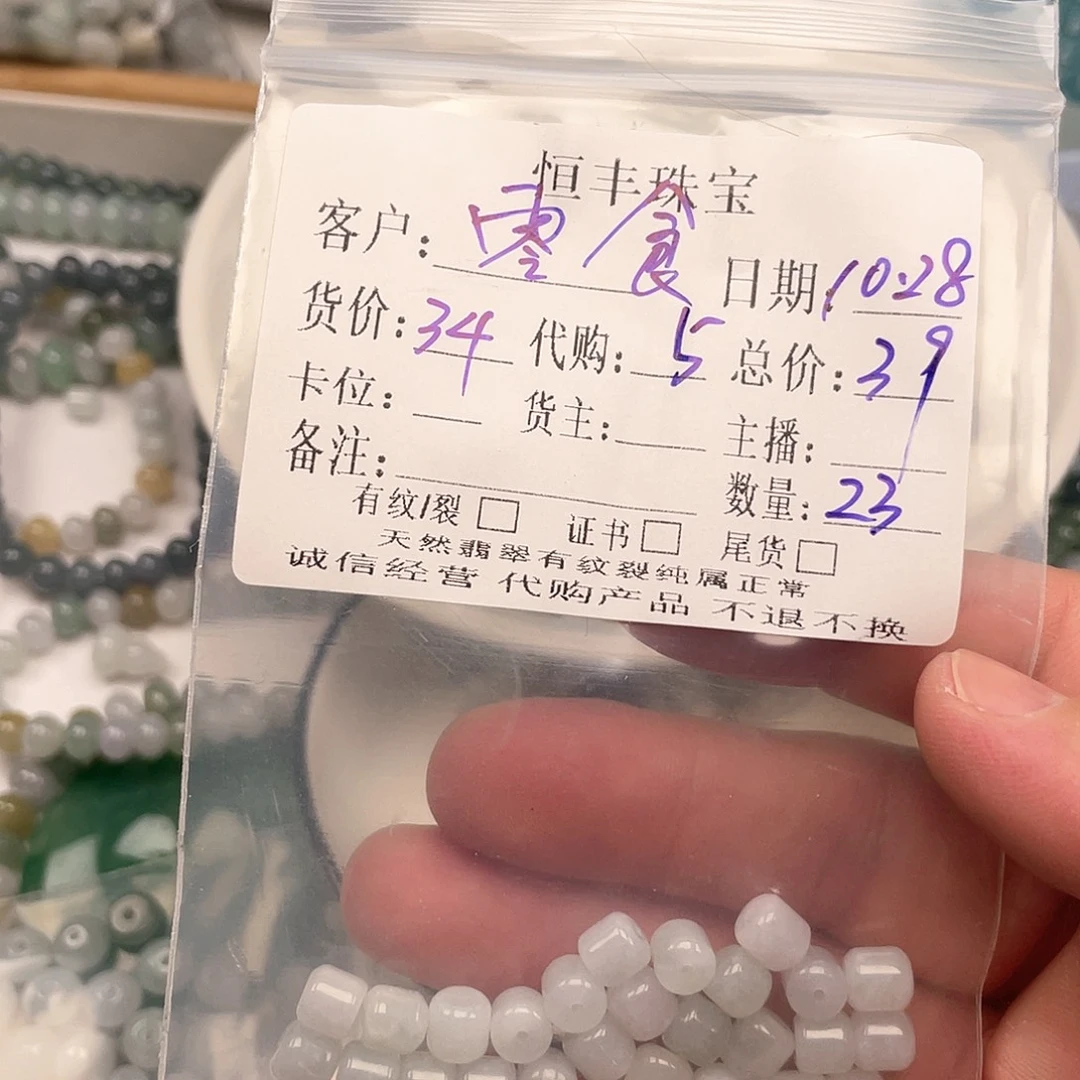 恒丰珠宝
客户: 零食 日期: 10.28
货价: 34 代购: 5 总价: 39
卡位: 货主: 主播:
备注: 数量: 23
有纹/裂 证书 尾货
天然翡翠有纹裂纯属正常
诚信经营 代购产品 不退不换